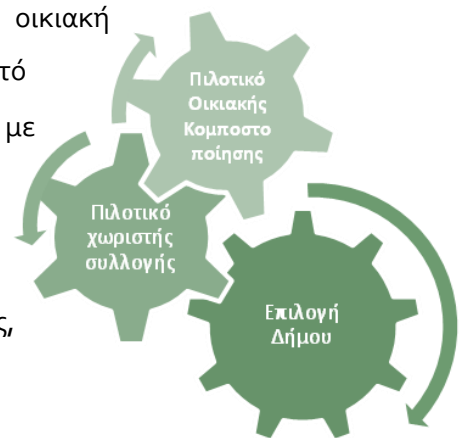 οικιακή
τό
με
ς,
Πιλοτικό
Οικιακής
Κομποστο
ποίησης
Πιλοτικό
χωριστής
συλλογής
Επιλογή
Δήμου